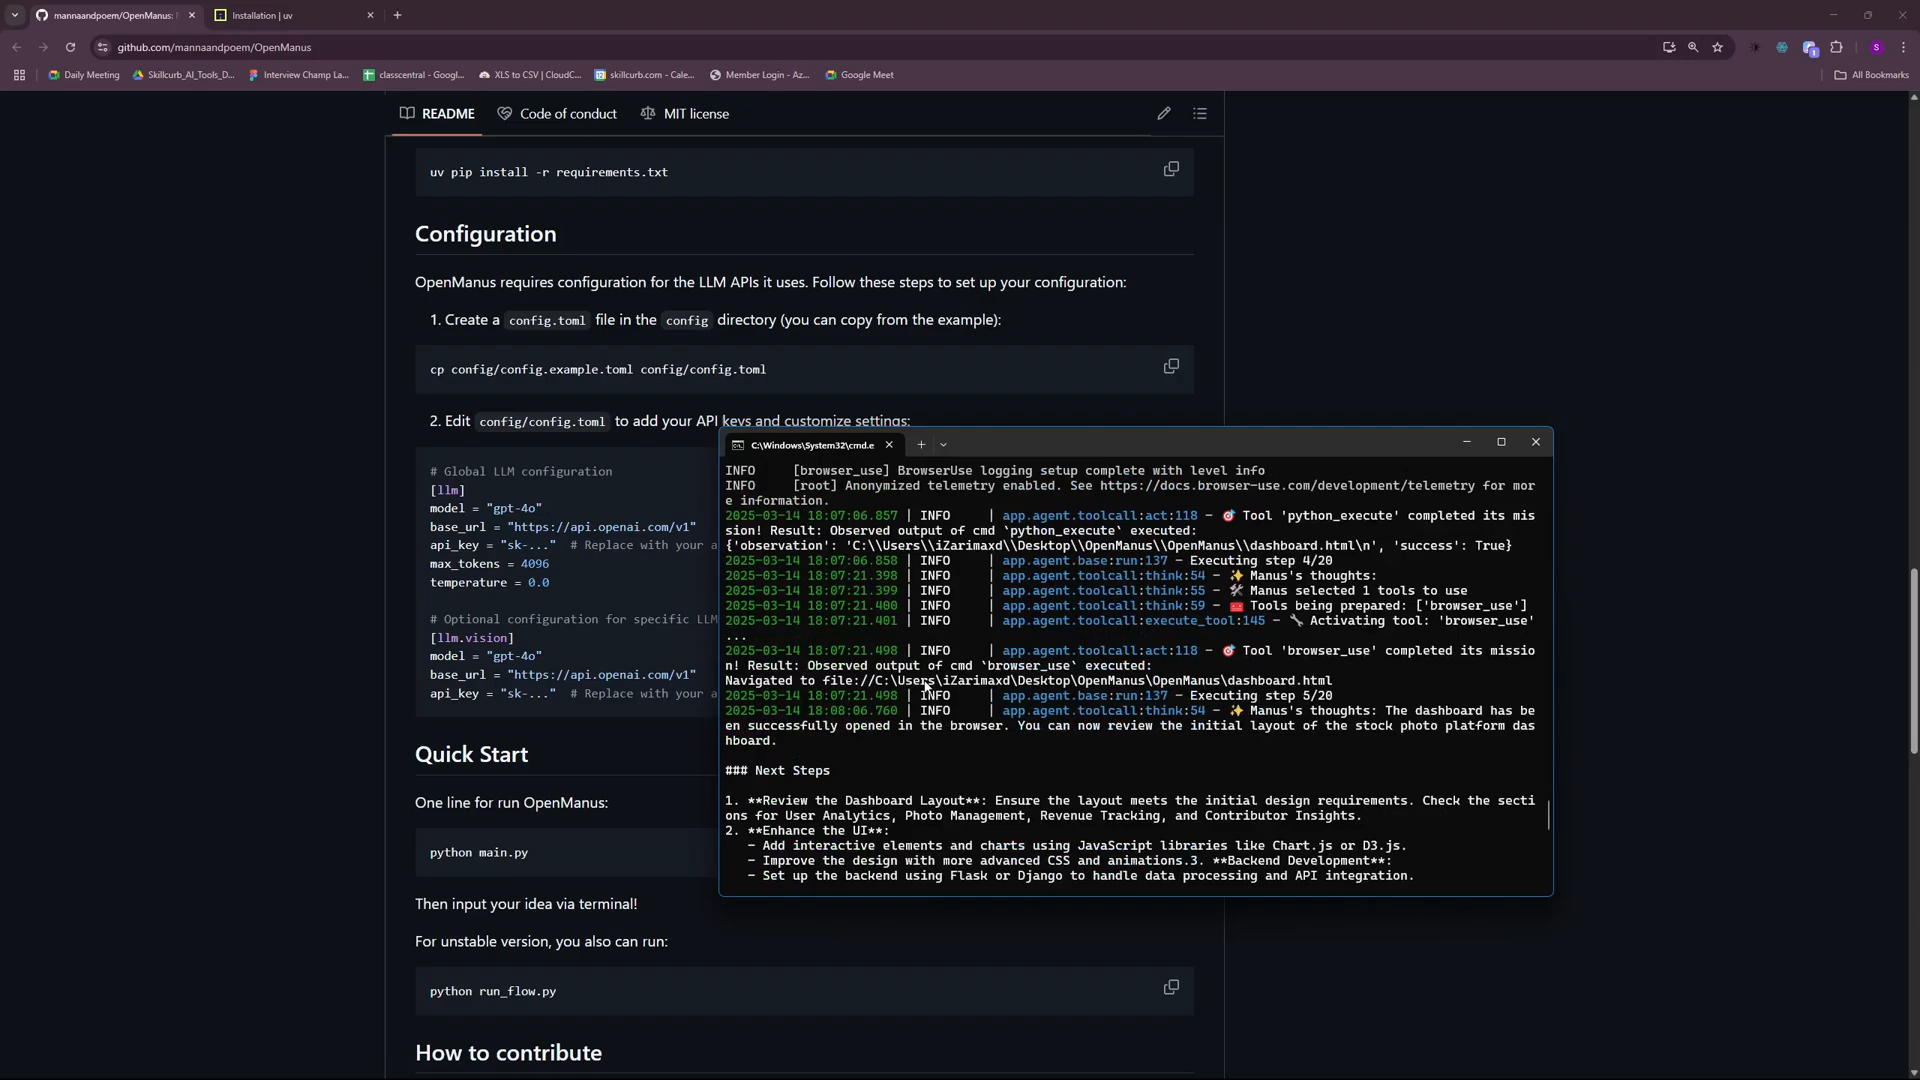 mannaandpoem/OpenManus:
Installation | uv
github.com/mannaandpoem/OpenManus
S
Daily Meeting
Skillcurb_AI_Tools_D...
Interview Champ La...
classcentral - Googl...
XLS to CSV | CloudC...
skillcurb.com - Cale...
Member Login - Az...
Google Meet
All Bookmarks
README
Code of conduct
MIT license
uv pip install -r requirements.txt
Configuration
OpenManus requires configuration for the LLM APIs it uses. Follow these steps to set up your configuration:
1. Create a config.toml file in the config directory (you can copy from the example):
cp config/config.example.toml config/config.toml
2. Edit config/config.toml to add your API keys and customize settings:
# Global LLM configuration
[llm]
model = "gpt-4o"
base_url = "https://api.openai.com/v1"
api_key = "sk-..."  # Replace with your a
max_tokens = 4096
temperature = 0.0
# Optional configuration for specific LLM
[llm.vision]
model = "gpt-4o"
base_url = "https://api.openai.com/v1"
api_key = "sk-..."  # Replace with your a
Quick Start
One line for run OpenManus:
python main.py
Then input your idea via terminal!
For unstable version, you also can run:
python run_flow.py
How to contribute
C:\Windows\System32\cmd.e
INFO     [browser_use] BrowserUse logging setup complete with level info
INFO     [root] Anonymized telemetry enabled. See https://docs.browser-use.com/development/telemetry for mor
e information.
2025-03-14 18:07:06.857 | INFO     | app.agent.toolcall:act:118 - 🎯 Tool 'python_execute' completed its mis
sion! Result: Observed output of cmd `python_execute` executed:
{'observation': 'C:\\Users\\iZarimaxd\\Desktop\\OpenManus\\OpenManus\\dashboard.html\n', 'success': True}
2025-03-14 18:07:06.858 | INFO     | app.agent.base:run:137 - Executing step 4/20
2025-03-14 18:07:21.398 | INFO     | app.agent.toolcall:think:54 - ✨ Manus's thoughts:
2025-03-14 18:07:21.399 | INFO     | app.agent.toolcall:think:55 - 🛠️ Manus selected 1 tools to use
2025-03-14 18:07:21.400 | INFO     | app.agent.toolcall:think:59 - 🧰 Tools being prepared: ['browser_use']
2025-03-14 18:07:21.401 | INFO     | app.agent.toolcall:execute_tool:145 - 🔧 Activating tool: 'browser_use'
...
2025-03-14 18:07:21.498 | INFO     | app.agent.toolcall:act:118 - 🎯 Tool 'browser_use' completed its missio
n! Result: Observed output of cmd `browser_use` executed:
Navigated to file://C:\Users\iZarimaxd\Desktop\OpenManus\OpenManus\dashboard.html
2025-03-14 18:07:21.498 | INFO     | app.agent.base:run:137 - Executing step 5/20
2025-03-14 18:08:06.760 | INFO     | app.agent.toolcall:think:54 - ✨ Manus's thoughts: The dashboard has be
en successfully opened in the browser. You can now review the initial layout of the stock photo platform das
hboard.
### Next Steps
1. **Review the Dashboard Layout**: Ensure the layout meets the initial design requirements. Check the secti
ons for User Analytics, Photo Management, Revenue Tracking, and Contributor Insights.
2. **Enhance the UI**:
- Add interactive elements and charts using JavaScript libraries like Chart.js or D3.js.
- Improve the design with more advanced CSS and animations.3. **Backend Development**:
- Set up the backend using Flask or Django to handle data processing and API integration.